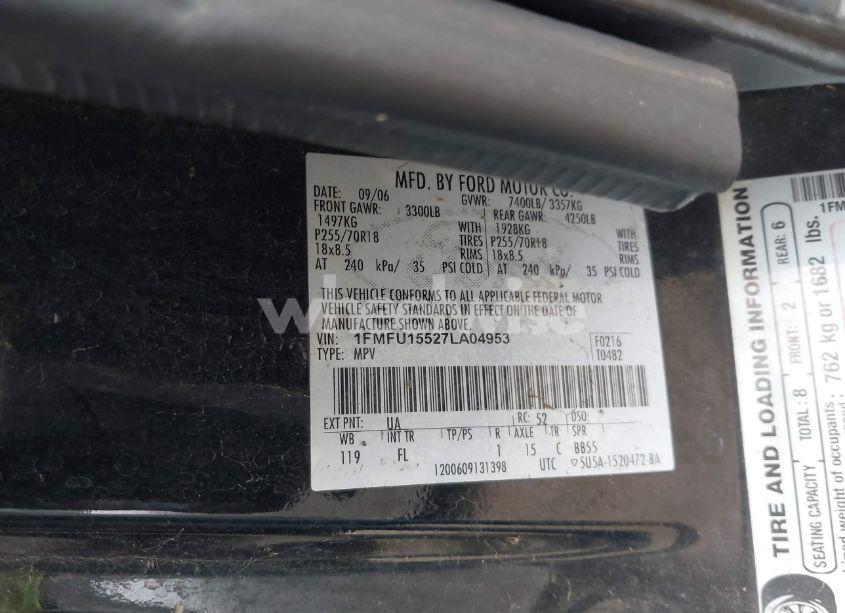 MFD. BY FORD MOTOR CO.
DATE: 09/06 GVWR: 7400LB/ 3357KG
FRONT GAWR: 3300LB REAR GAWR: 4250LB
1497KG WITH 1928KG WITH
P255/70R18 TIRES P255/70R18 TIRES
18x8.5 RIMS 18x8.5 RIMS
AT 240 kPa/ 35 PSI COLD AT 240 kPa/ 35 PSI COLD
THIS VEHICLE CONFORMS TO ALL APPLICABLE FEDERAL MOTOR
VEHICLE SAFETY STANDARDS IN EFFECT ON THE DATE OF
MANUFACTURE SHOWN ABOVE.
VIN: 1FMFU15527LA04953 F0216
TYPE: MPV T0482
EXT PNT: UA RC: 52 DSO:
WB INT TR TP/PS R AXLE TR SPR
119 FL 1 15 C BB55
1200609131398 UTC 5U5A-1520472-BA
1FM
TIRE AND LOADING INFORMATION
SEATING CAPACITY TOTAL: 8 FRONT: 2 REAR: 6
weight of occupants: 762 kg or 1682 lbs.